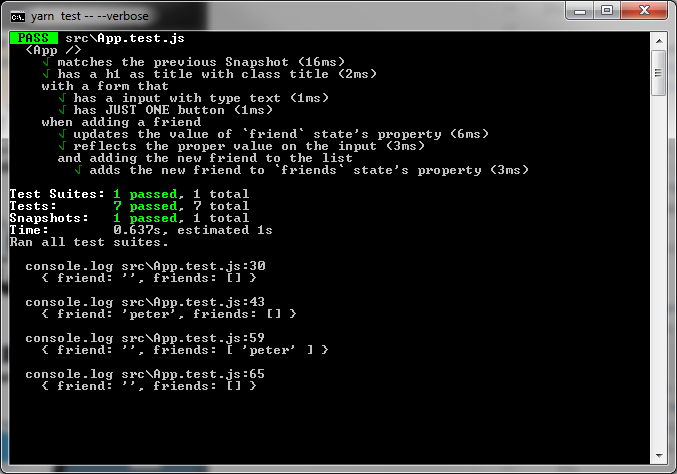 yarn  test -- --verbose
PASS  src\App.test.js
  <App />
    √ matches the previous Snapshot (16ms)
    √ has a h1 as title with class title (2ms)
    with a form that
      √ has a input with type text (1ms)
      √ has JUST ONE button (1ms)
    when adding a friend
      √ updates the value of `friend` state's property (6ms)
      √ reflects the proper value on the input (3ms)
      and adding the new friend to the list
        √ adds the new friend to `friends` state's property (3ms)
Test Suites: 1 passed, 1 total
Tests:       7 passed, 7 total
Snapshots:   1 passed, 1 total
Time:        0.637s, estimated 1s
Ran all test suites.
  console.log src\App.test.js:30
    { friend: '', friends: [] }
  console.log src\App.test.js:43
    { friend: 'peter', friends: [] }
  console.log src\App.test.js:59
    { friend: '', friends: [ 'peter' ] }
  console.log src\App.test.js:65
    { friend: '', friends: [] }